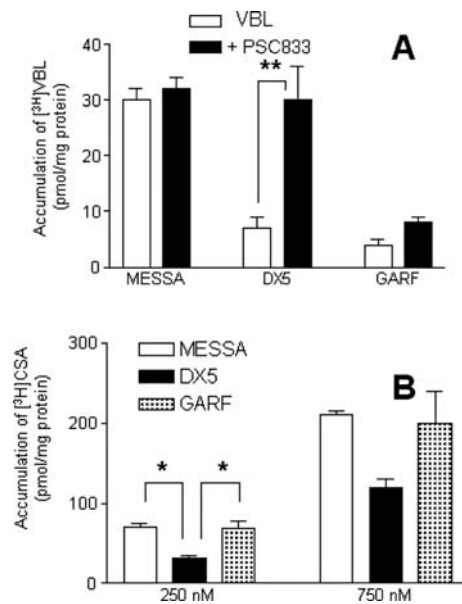 VBL
+ PSC833
A
**
Accumulation of [³H]VBL
(pmol/mg protein)
40
30
20
10
0
MESSA DX5 GARF
MESSA
DX5
GARF
B
* *
Accumulation of [³H]CSA
(pmol/mg protein)
300
200
100
0
250 nM 750 nM